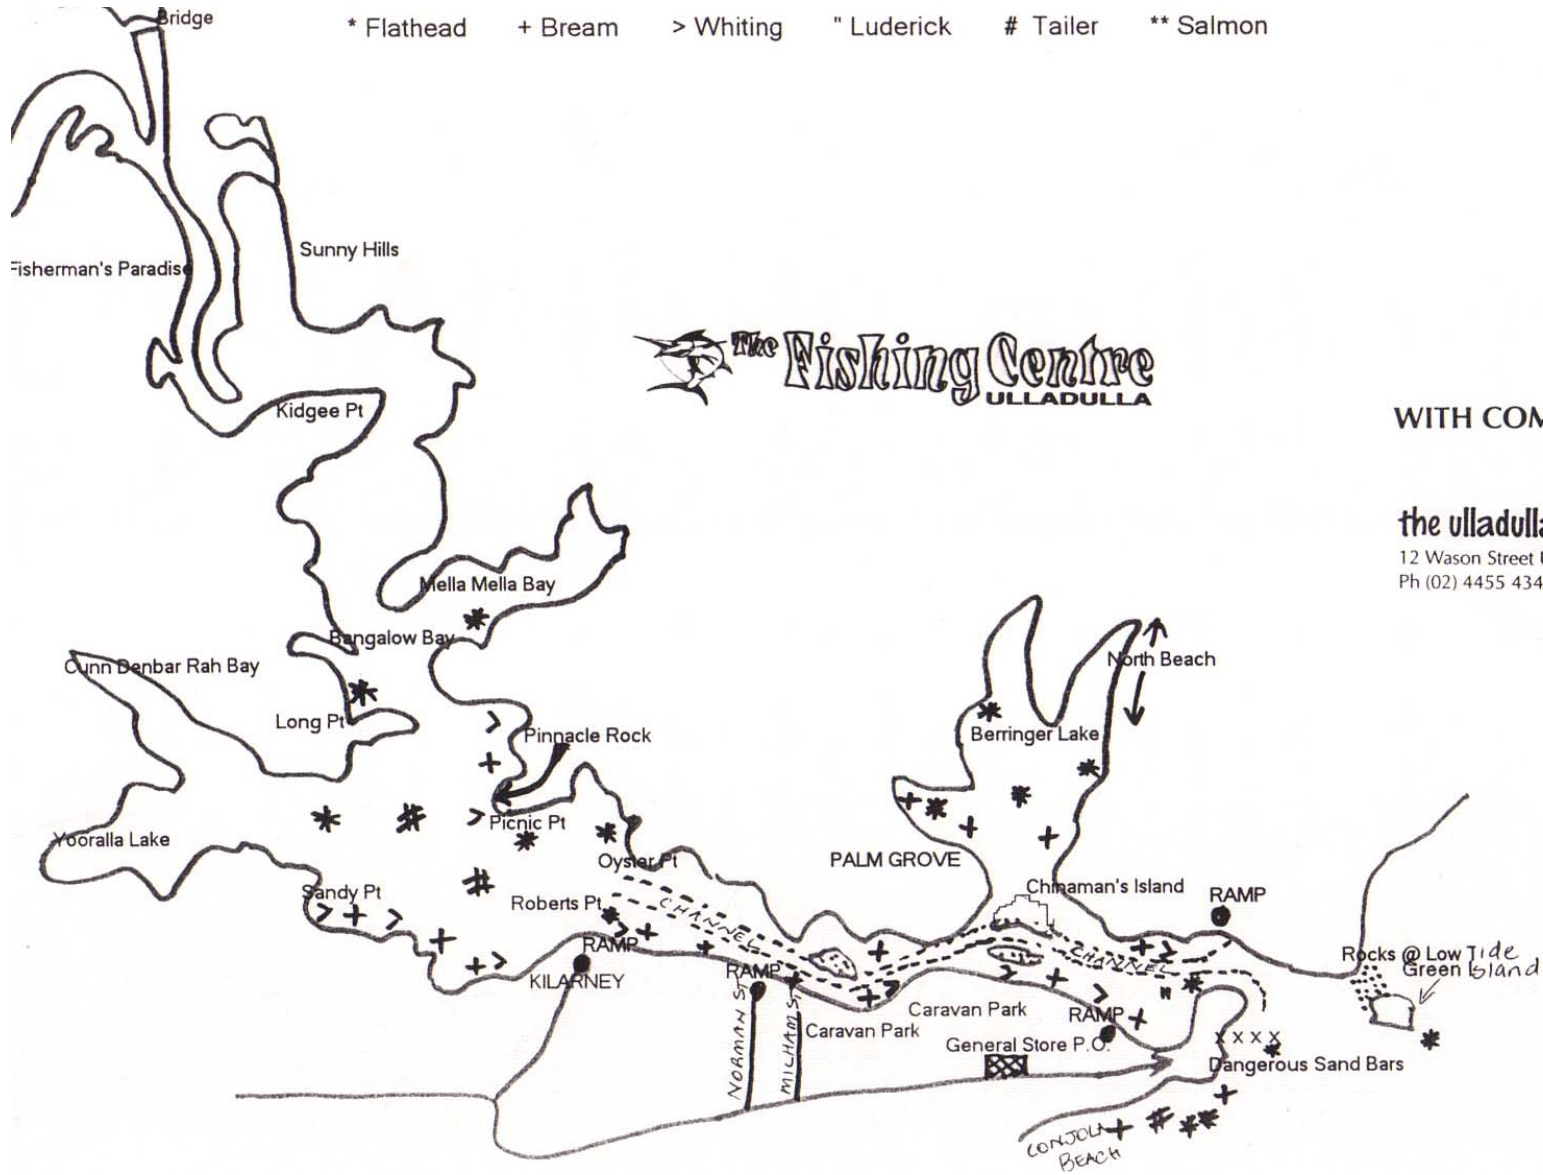 Bridge
* Flathead + Bream > Whiting " Luderick # Tailer ** Salmon
Sunny Hills
Fisherman's Paradise
The Fishing Centre
ULLADULLA
Kidgee Pt
WITH COM
the ulladulla
12 Wason Street U
Ph (02) 4455 434
Mella Mella Bay
Bangalow Bay
Cunn Denbar Rah Bay
North Beach
Long Pt
Pinnacle Rock
Berringer Lake
Picnic Pt
Yooralla Lake
Oyster Pt
PALM GROVE
Sandy Pt
Chinaman's Island
RAMP
Roberts Pt
CHANNEL
RAMP
CHANNEL
Rocks @ Low Tide
Green Island
RAMP
KILARNEY
NORMAN ST
MICHAM ST
Caravan Park
Caravan Park
RAMP
General Store P.O.
x x x x
Dangerous Sand Bars
CONJOLA
BEACH